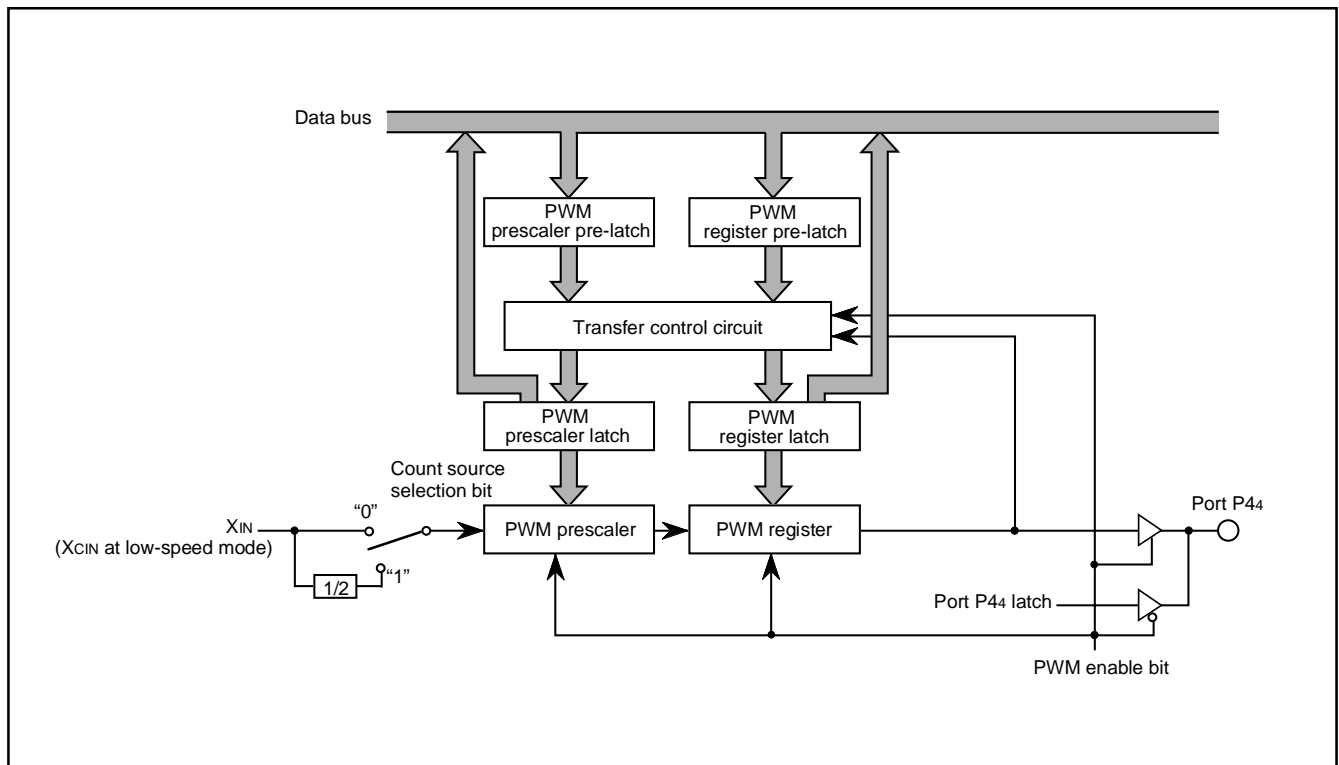 Data bus
PWM
prescaler pre-latch
PWM
register pre-latch
Transfer control circuit
PWM
prescaler latch
PWM
register latch
Count source
selection bit
Port P44
XIN
(XCIN at low-speed mode)
“0”
“1”
1/2
PWM prescaler
PWM register
Port P44 latch
PWM enable bit